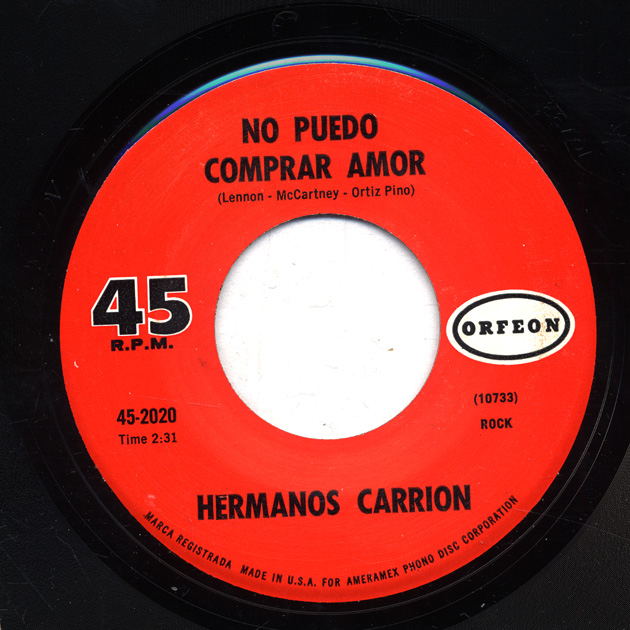 NO PUEDO
COMPRAR AMOR
(Lennon - McCartney - Ortiz Pino)
45
R.P.M.
ORFEON
45-2020
Time 2:31
(10733)
ROCK
HERMANOS CARRION
MARCA REGISTRADA MADE IN U.S.A. FOR AMERAMEX PHONO DISC CORPORATION